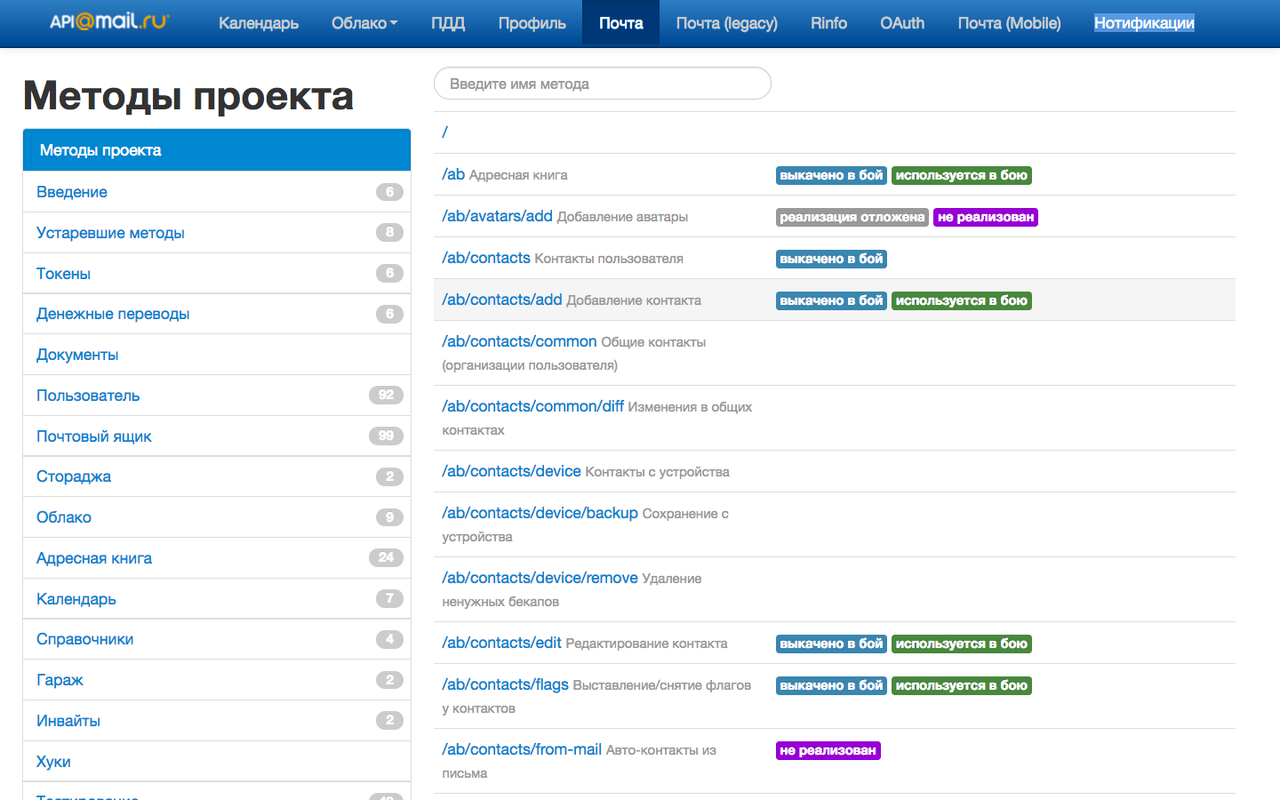 API@mail.ru Календарь Облако ПДД Профиль Почта Почта (legacy) Rinfo OAuth Почта (Mobile) Нотификации
Методы проекта
Методы проекта
Введение 6
Устаревшие методы 8
Токены 6
Денежные переводы 6
Документы
Пользователь 92
Почтовый ящик 99
Стораджа 2
Облако 9
Адресная книга 24
Календарь 7
Справочники 4
Гараж 2
Инвайты 2
Хуки
Тестирование
Введите имя метода
/
/ab Адресная книга выкачено в бой используется в бою
/ab/avatars/add Добавление аватары реализация отложена не реализован
/ab/contacts Контакты пользователя выкачено в бой
/ab/contacts/add Добавление контакта выкачено в бой используется в бою
/ab/contacts/common Общие контакты
(организации пользователя)
/ab/contacts/common/diff Изменения в общих
контактах
/ab/contacts/device Контакты с устройства
/ab/contacts/device/backup Сохранение с
устройства
/ab/contacts/device/remove Удаление
ненужных бекапов
/ab/contacts/edit Редактирование контакта выкачено в бой используется в бою
/ab/contacts/flags Выставление/снятие флагов выкачено в бой используется в бою
у контактов
/ab/contacts/from-mail Авто-контакты из не реализован
письма